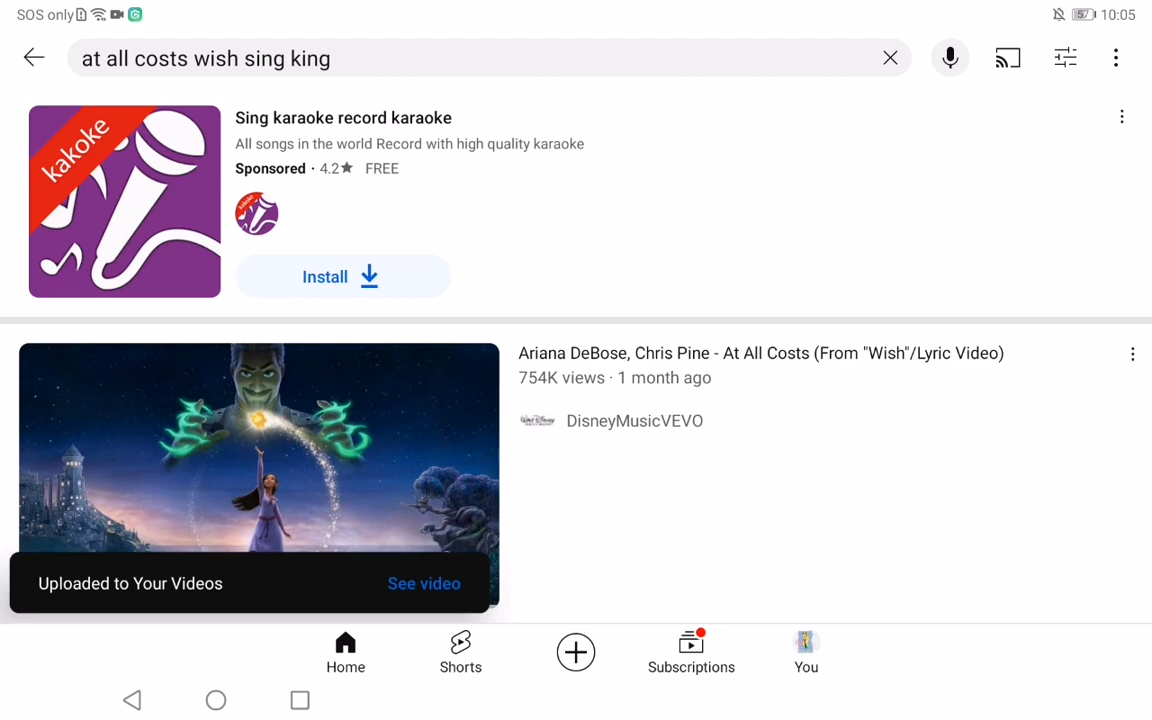 SOS only 57 10:05
at all costs wish sing king
kakoke
Sing karaoke record karaoke
All songs in the world Record with high quality karaoke
Sponsored · 4.2★ FREE
Install
Ariana DeBose, Chris Pine - At All Costs (From "Wish"/Lyric Video)
754K views · 1 month ago
DisneyMusicVEVO
Uploaded to Your Videos See video
Home Shorts Subscriptions You